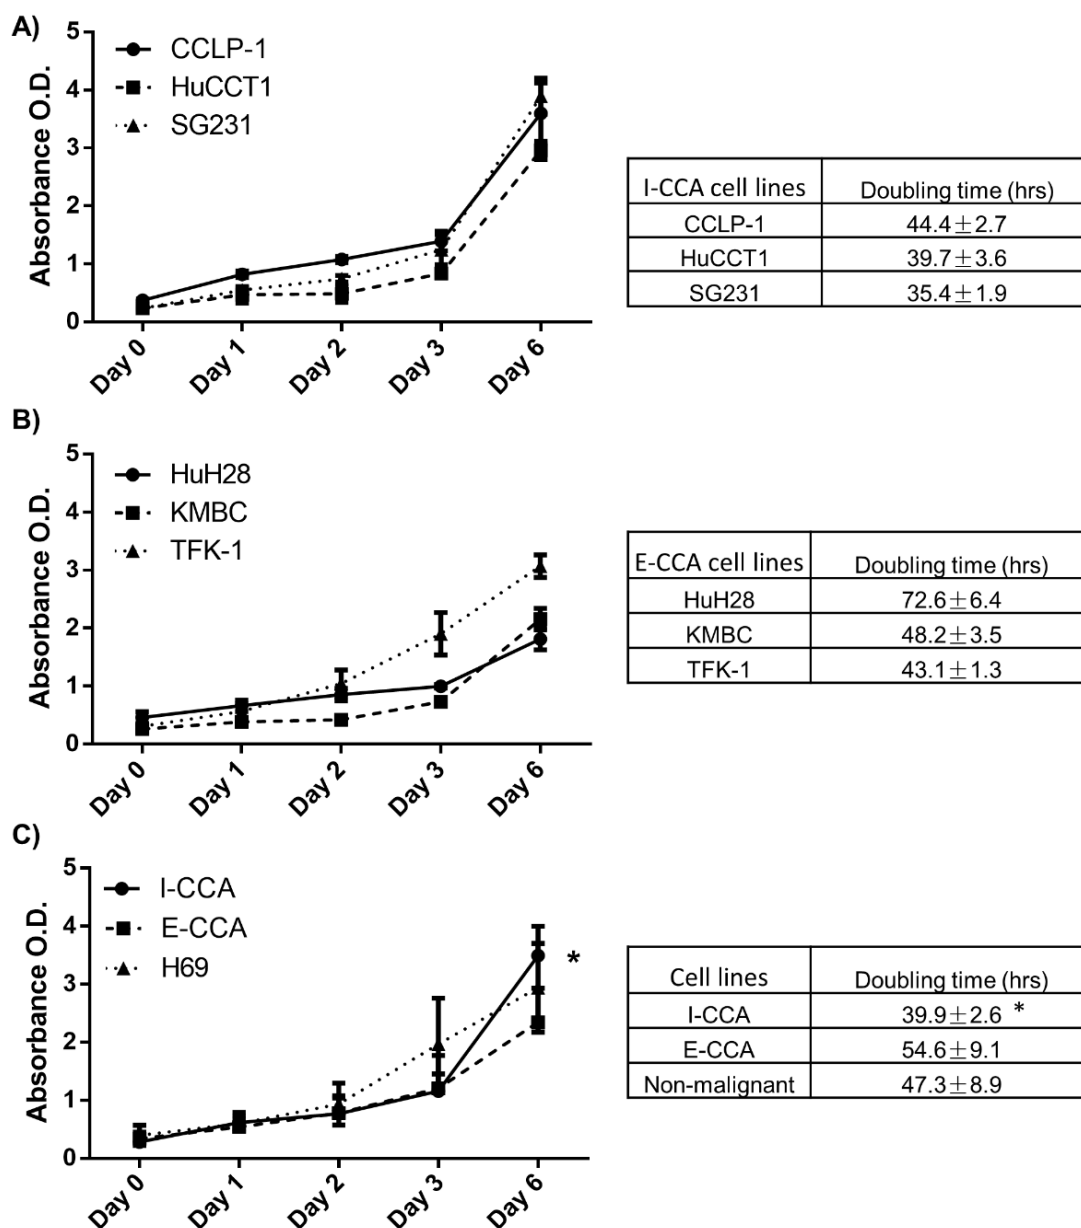 A)
5
4
3
2
1
0
Absorbance O.D.
CCLP-1
HuCCT1
SG231
Day 0 Day 1 Day 2 Day 3 Day 6
I-CCA cell lines Doubling time (hrs)
CCLP-1 44.4±2.7
HuCCT1 39.7±3.6
SG231 35.4±1.9
B)
5
4
3
2
1
0
Absorbance O.D.
HuH28
KMBC
TFK-1
Day 0 Day 1 Day 2 Day 3 Day 6
E-CCA cell lines Doubling time (hrs)
HuH28 72.6±6.4
KMBC 48.2±3.5
TFK-1 43.1±1.3
C)
5
4
3
2
1
0
Absorbance O.D.
I-CCA
E-CCA
H69
*
Day 0 Day 1 Day 2 Day 3 Day 6
Cell lines Doubling time (hrs)
I-CCA 39.9±2.6 *
E-CCA 54.6±9.1
Non-malignant 47.3±8.9